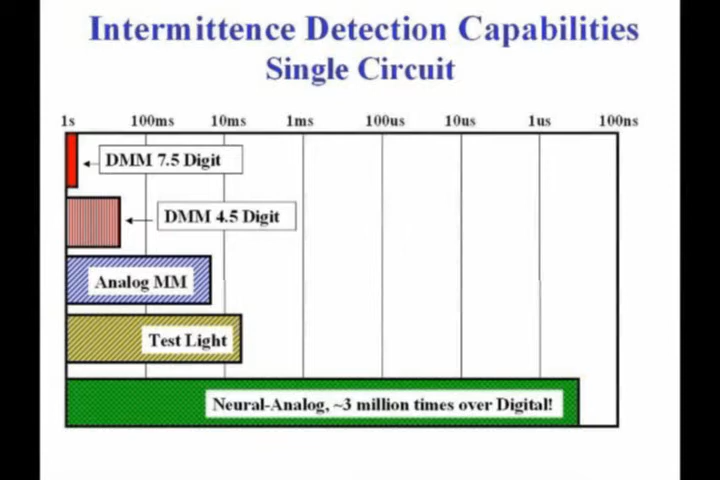 Intermittence Detection Capabilities
Single Circuit
1s 100ms 10ms 1ms 100us 10us 1us 100ns
DMM 7.5 Digit
DMM 4.5 Digit
Analog MM
Test Light
Neural-Analog, ~3 million times over Digital!